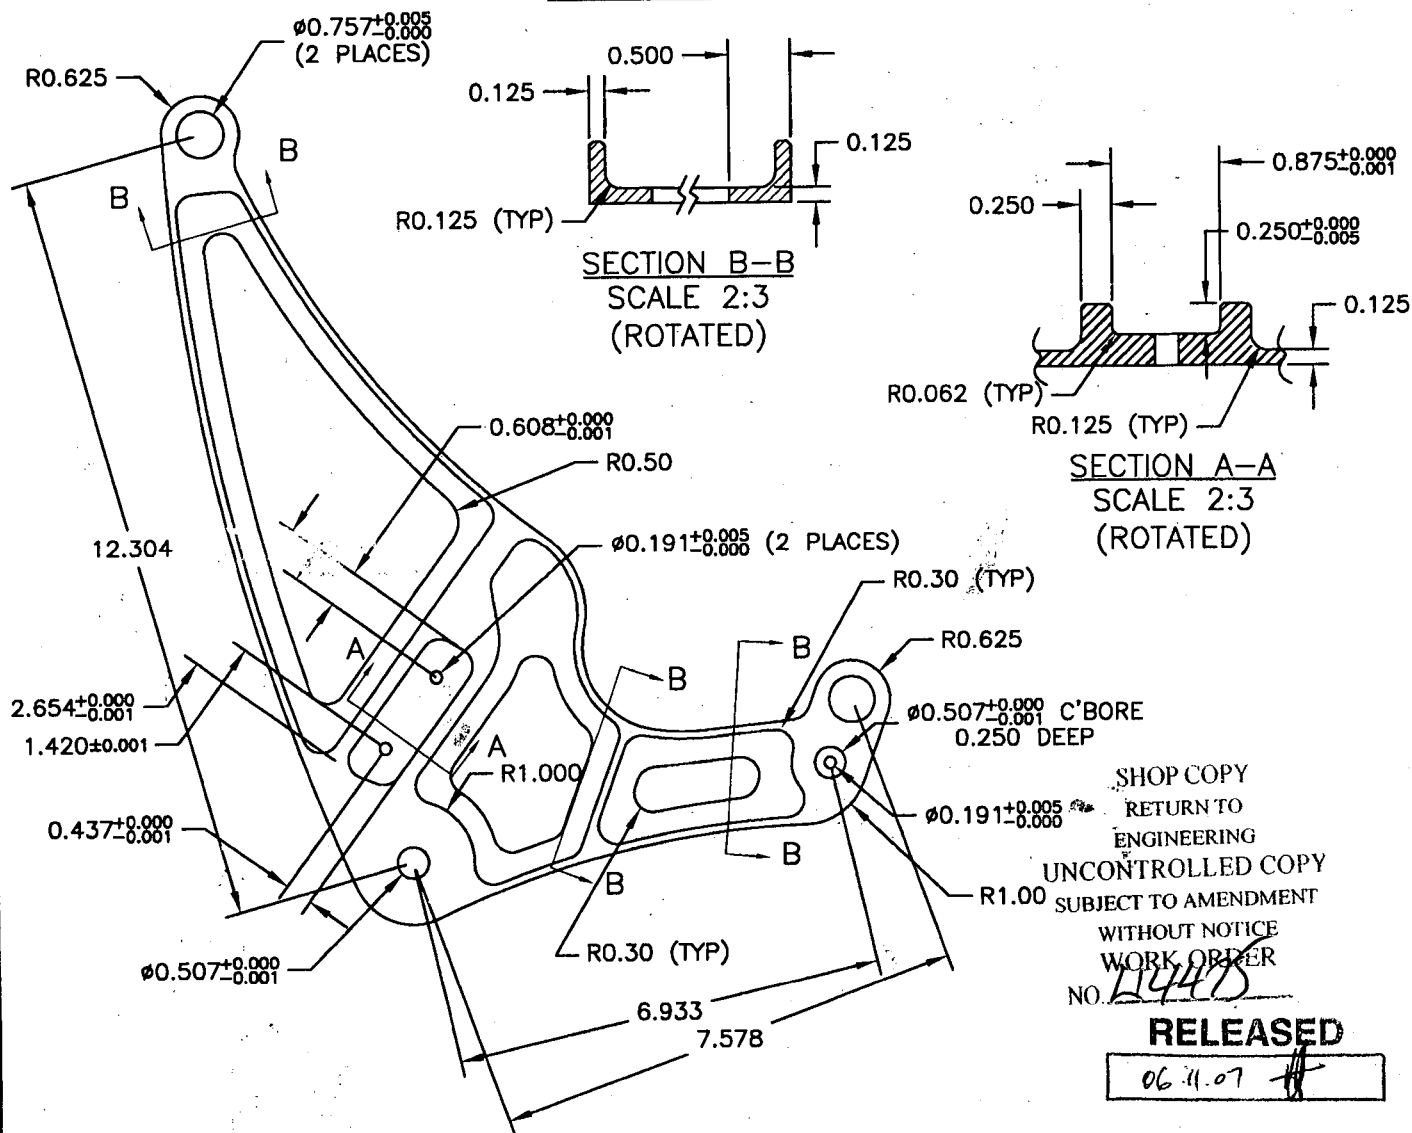 ø0.757+0.005 -0.000
(2 PLACES)
R0.625
0.500
0.125
0.125
R0.125 (TYP)
SECTION B-B
SCALE 2:3
(ROTATED)
B
B
0.875+0.000 -0.001
0.250
0.250+0.000 -0.005
0.125
R0.062 (TYP)
R0.125 (TYP)
SECTION A-A
SCALE 2:3
(ROTATED)
0.608+0.000 -0.001
R0.50
12.304
ø0.191+0.005 -0.000 (2 PLACES)
R0.30 (TYP)
R0.625
A
B
B
2.654+0.000 -0.001
1.420±0.001
A
R1.000
ø0.507+0.000 -0.001 C'BORE
0.250 DEEP
0.437+0.000 -0.001
ø0.191+0.005 -0.000
B
B
R1.00
R0.30 (TYP)
ø0.507+0.000 -0.001
6.933
7.578
SHOP COPY
RETURN TO
ENGINEERING
UNCONTROLLED COPY
SUBJECT TO AMENDMENT
WITHOUT NOTICE
WORK ORDER
NO.
RELEASED
06.11.07